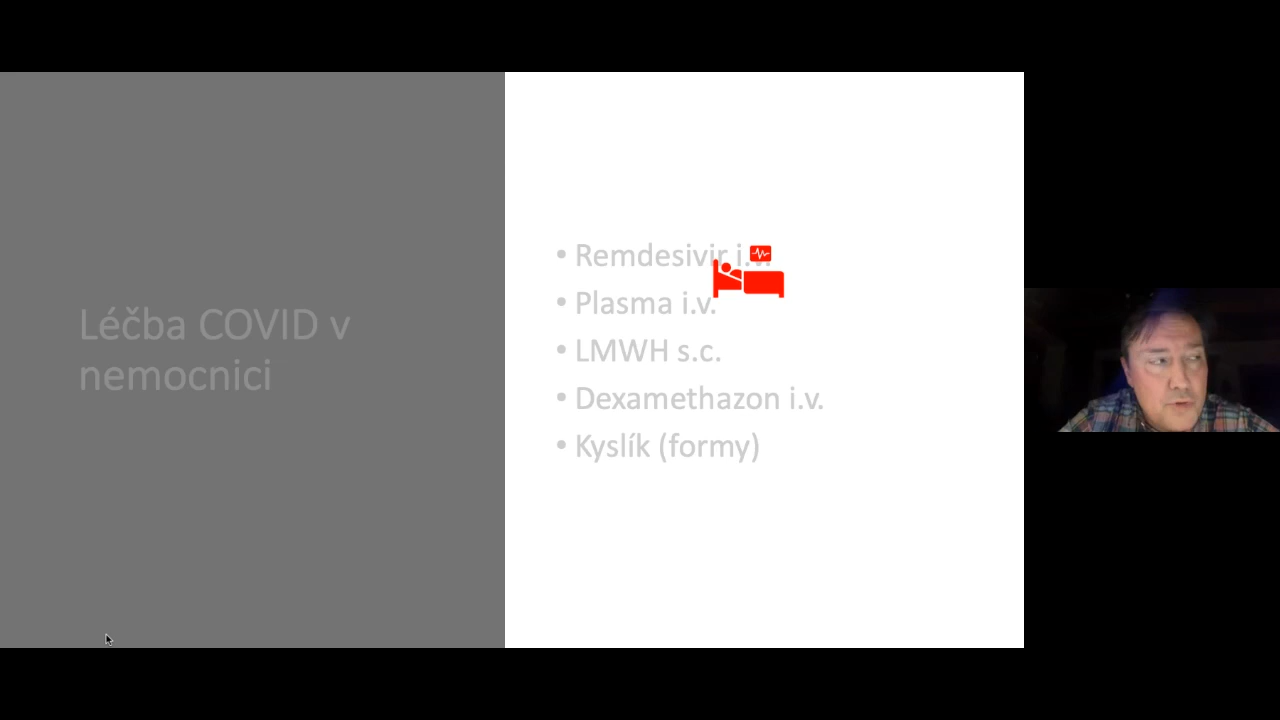 Léčba COVID v
nemocnici
• Remdesivir i.v.
• Plasma i.v.
• LMWH s.c.
• Dexamethazon i.v.
• Kyslík (formy)